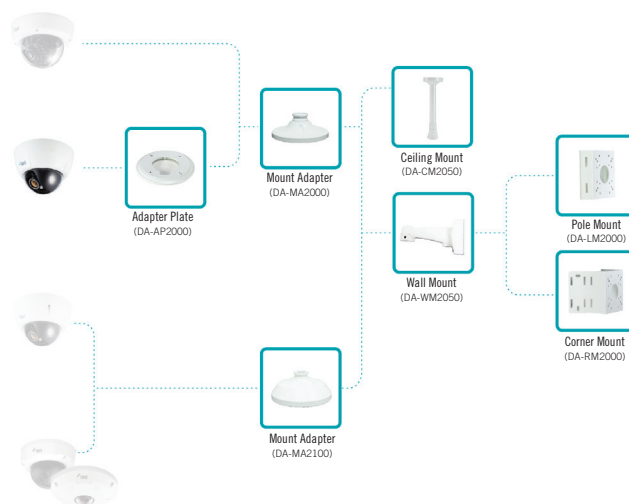 Adapter Plate
(DA-AP2000)
Mount Adapter
(DA-MA2000)
Ceiling Mount
(DA-CM2050)
Wall Mount
(DA-WM2050)
Pole Mount
(DA-LM2000)
Corner Mount
(DA-RM2000)
Mount Adapter
(DA-MA2100)